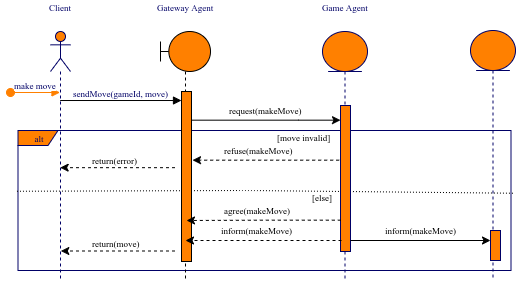 Client
Gateway Agent
Game Agent
make move
sendMove(gameId, move)
request(makeMove)
alt
[move invalid]
refuse(makeMove)
return(error)
[else]
agree(makeMove)
inform(makeMove)
inform(makeMove)
return(move)